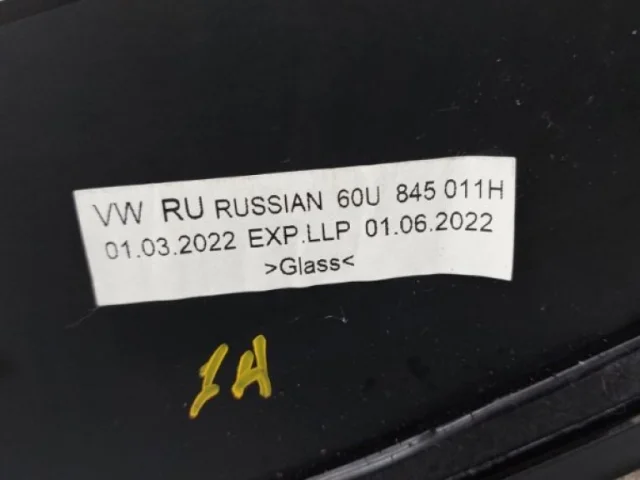 VW RU RUSSIAN 60U 845 011H
01.03.2022 EXP.LLP 01.06.2022
>Glass<
1H